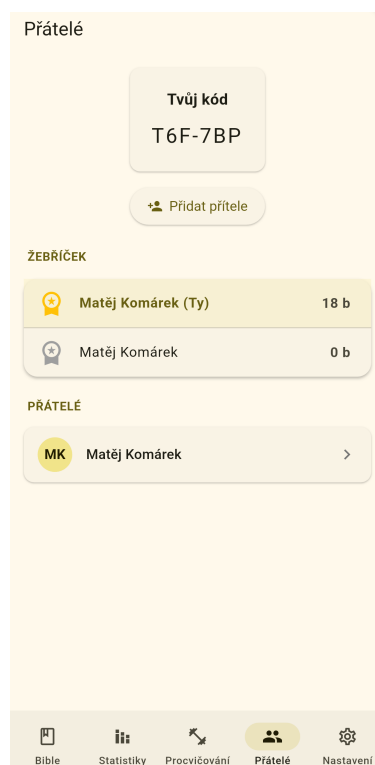 Přátelé
Tvůj kód
T6F-7BP
Přidat přítele
ŽEBŘÍČEK
Matěj Komárek (Ty) 18 b
Matěj Komárek 0 b
PŘÁTELÉ
MK Matěj Komárek
Bible Statistiky Procvičování Přátelé Nastavení